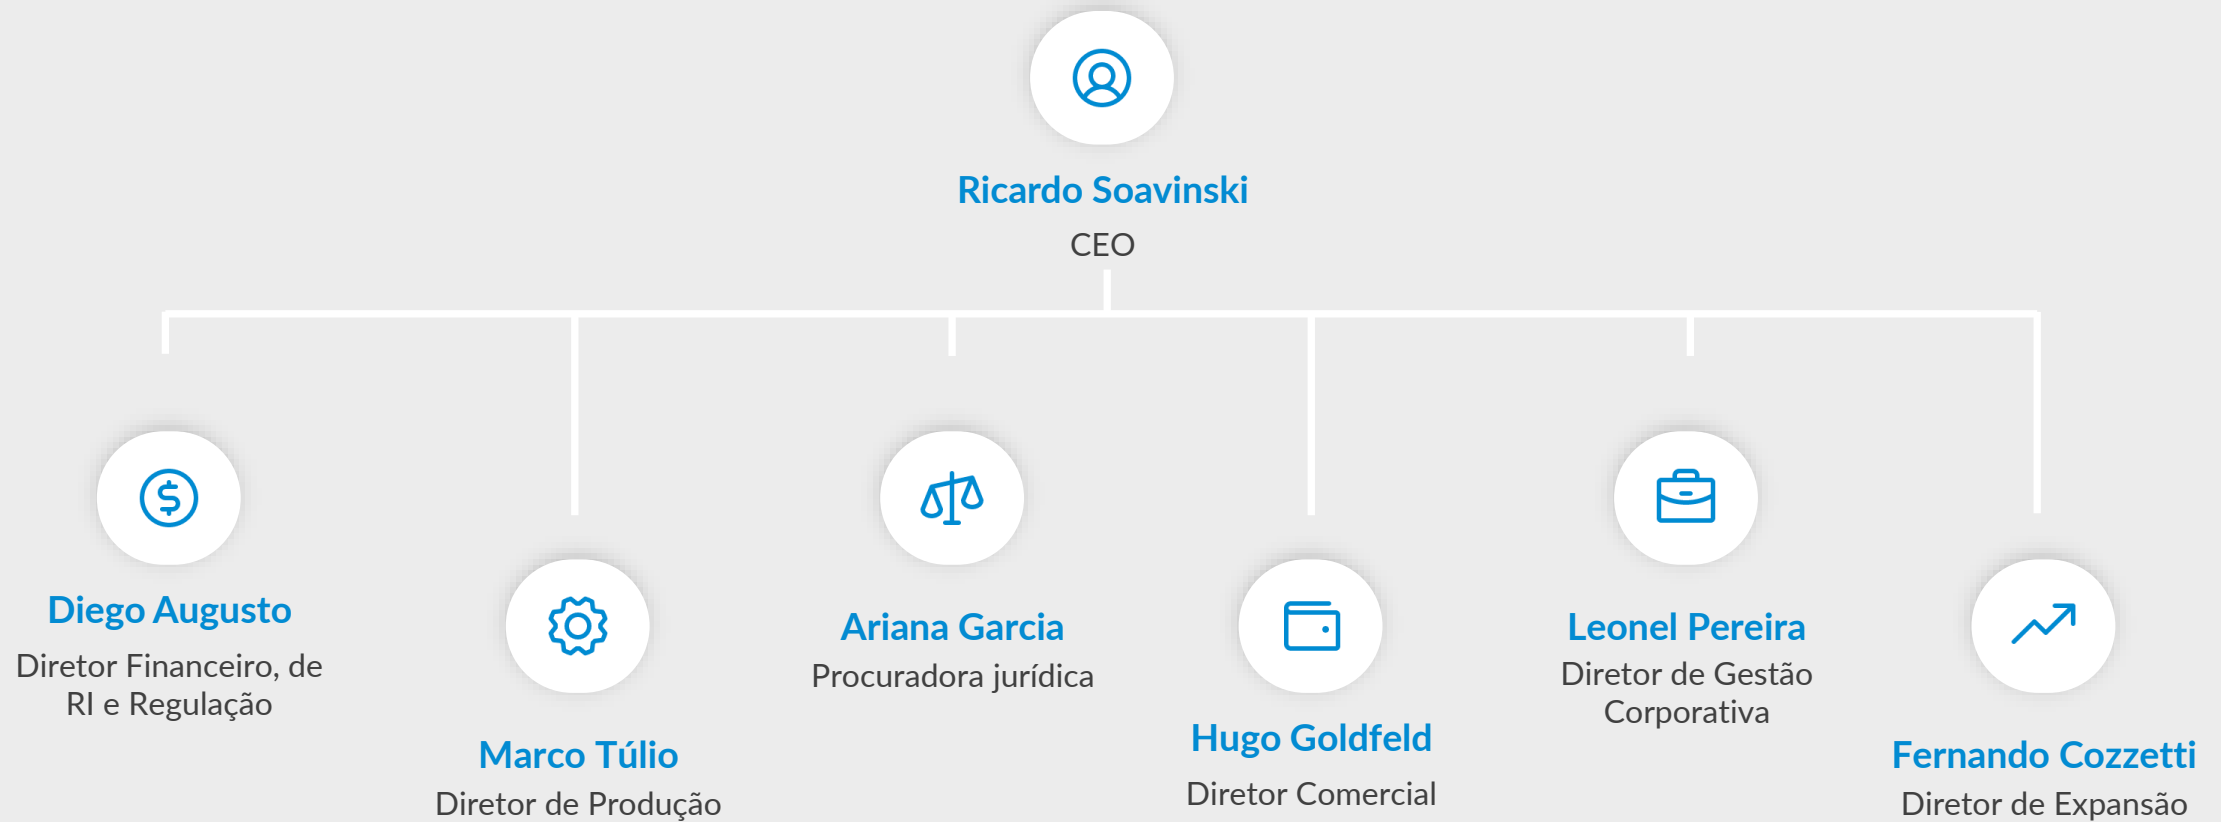 Ricardo Soavinski
CEO
Diego Augusto
Diretor Financeiro, de
RI e Regulação
Marco Túlio
Diretor de Produção
Ariana Garcia
Procuradora jurídica
Hugo Goldfeld
Diretor Comercial
Leonel Pereira
Diretor de Gestão
Corporativa
Fernando Cozzetti
Diretor de Expansão